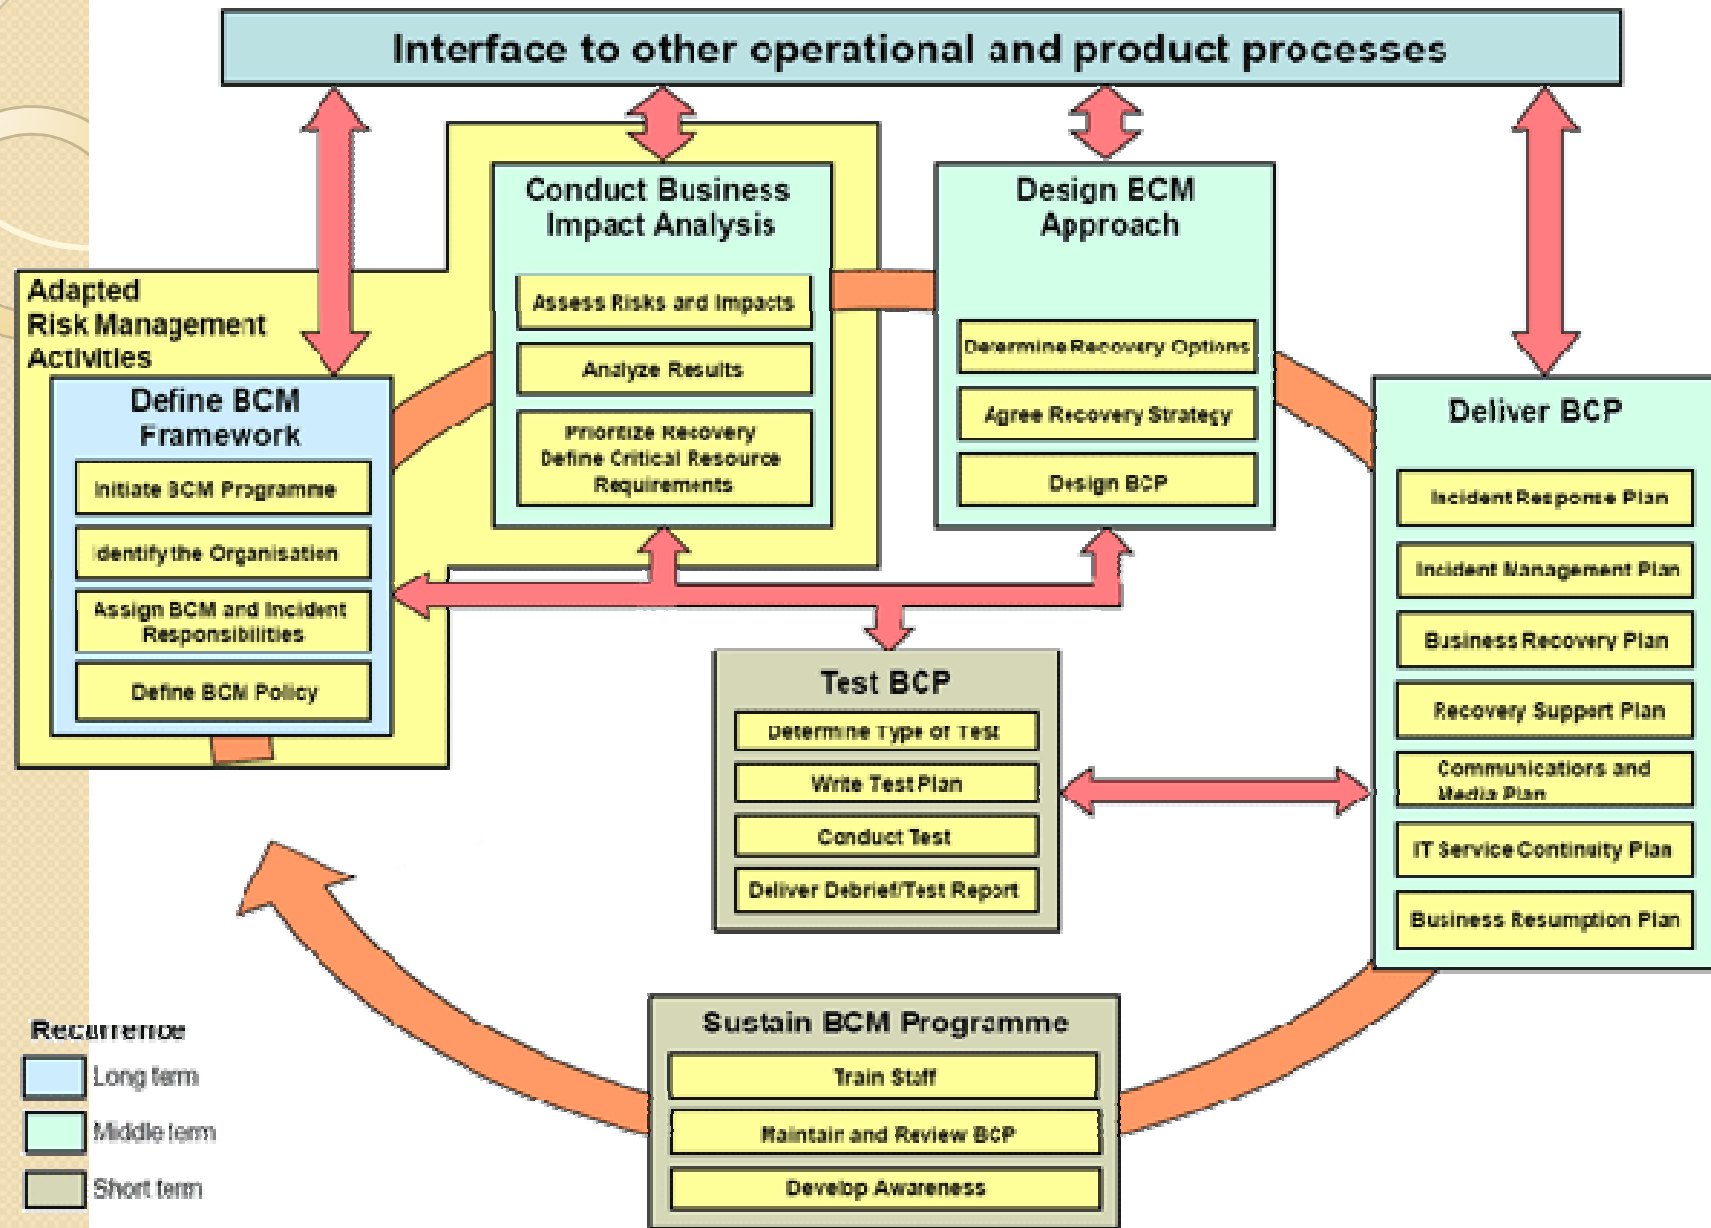 Interface to other operational and product processes
Conduct Business
Impact Analysis
Assess Risks and Impacts
Analyze Results
Prioritize Recovery
Define Critical Resource
Requirements
Design BCM
Approach
Determine Recovery Options
Agree Recovery Strategy
Design BCP
Adapted
Risk Management
Activities
Define BCM
Framework
Initiate BCM Programme
Identify the Organisation
Assign BCM and Incident
Responsibilities
Define BCM Policy
Deliver BCP
Incident Response Plan
Incident Management Plan
Business Recovery Plan
Recovery Support Plan
Communications and
Media Plan
IT Service Continuity Plan
Business Resumption Plan
Test BCP
Determine Type of Test
Write Test Plan
Conduct Test
Deliver Debrief/Test Report
Sustain BCM Programme
Train Staff
Maintain and Review BCP
Develop Awareness
Recurrence
Long term
Middle term
Short term